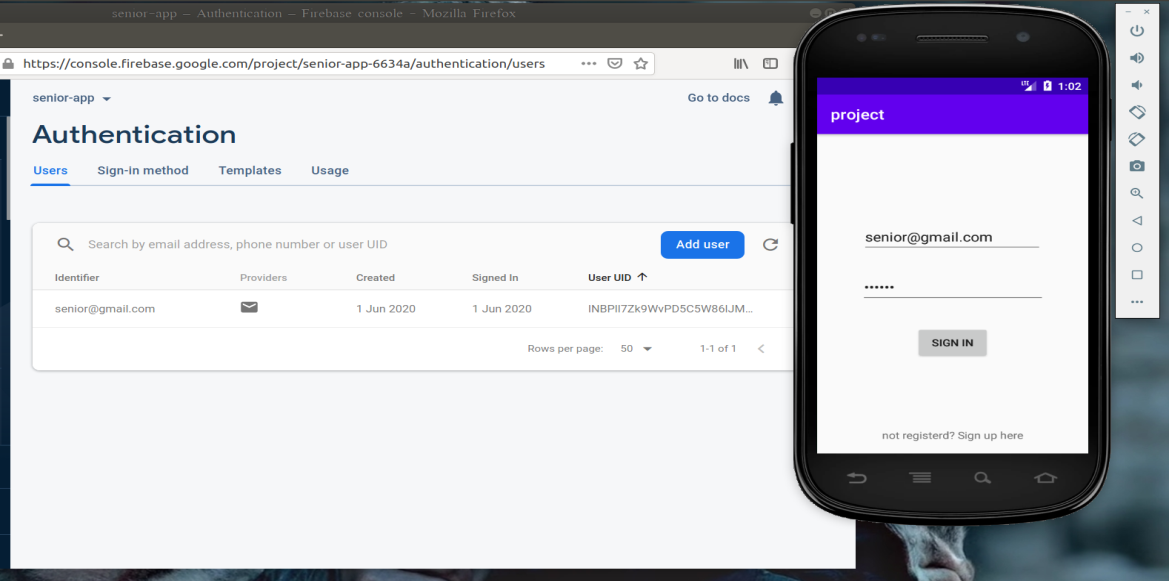 senior-app – Authentication – Firebase console - Mozilla Firefox
https://console.firebase.google.com/project/senior-app-6634a/authentication/users
senior-app
Go to docs
Authentication
Users Sign-in method Templates Usage
Search by email address, phone number or user UID
Add user
Identifier Providers Created Signed In User UID
senior@gmail.com 1 Jun 2020 1 Jun 2020 INBPII7Zk9WvPD5C5W86IJM...
Rows per page: 50 1-1 of 1
LTE 1:02
project
senior@gmail.com
••••••
SIGN IN
not registerd? Sign up here